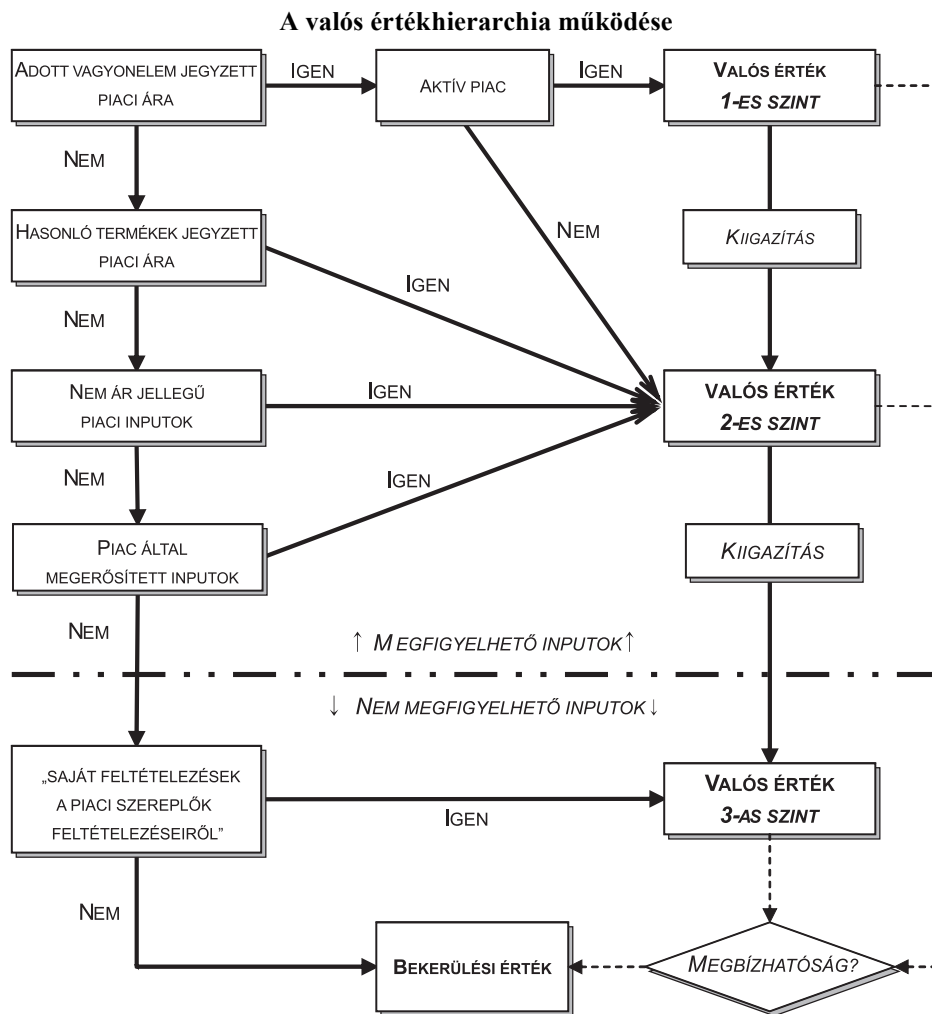 A valós értékhierarchia működése
ADOTT VAGYONELEM JEGYZETT
PIACI ÁRA
IGEN
AKTÍV PIAC
IGEN
VALÓS ÉRTÉK
1-ES SZINT
NEM
HASONLÓ TERMÉKEK JEGYZETT
PIACI ÁRA
NEM
KIIGAZÍTÁS
IGEN
NEM
NEM ÁR JELLEGŰ
PIACI INPUTOK
IGEN
VALÓS ÉRTÉK
2-ES SZINT
NEM
IGEN
PIAC ÁLTAL
MEGERŐSÍTETT INPUTOK
KIIGAZÍTÁS
NEM
↑ MEGFIGYELHETŐ INPUTOK ↑
↓ NEM MEGFIGYELHETŐ INPUTOK ↓
„SAJÁT FELTÉTELEZÉSEK
A PIACI SZEREPLŐK
FELTÉTELEZÉSEIRŐL”
IGEN
VALÓS ÉRTÉK
3-AS SZINT
NEM
BEKERÜLÉSI ÉRTÉK
MEGBÍZHATÓSÁG?